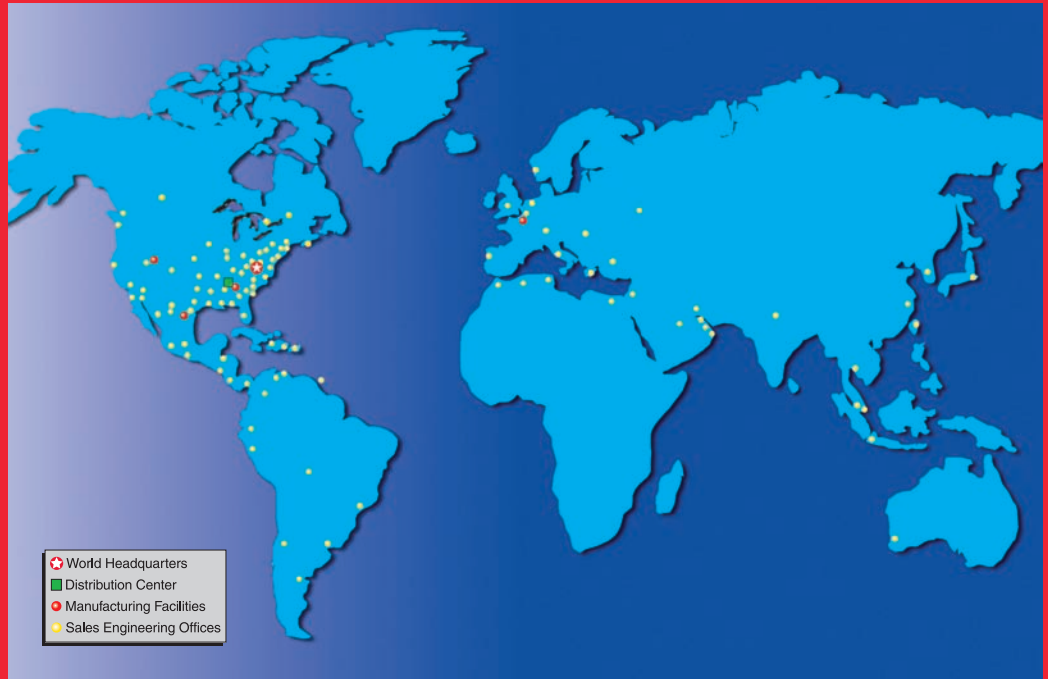 World Headquarters
Distribution Center
Manufacturing Facilities
Sales Engineering Offices